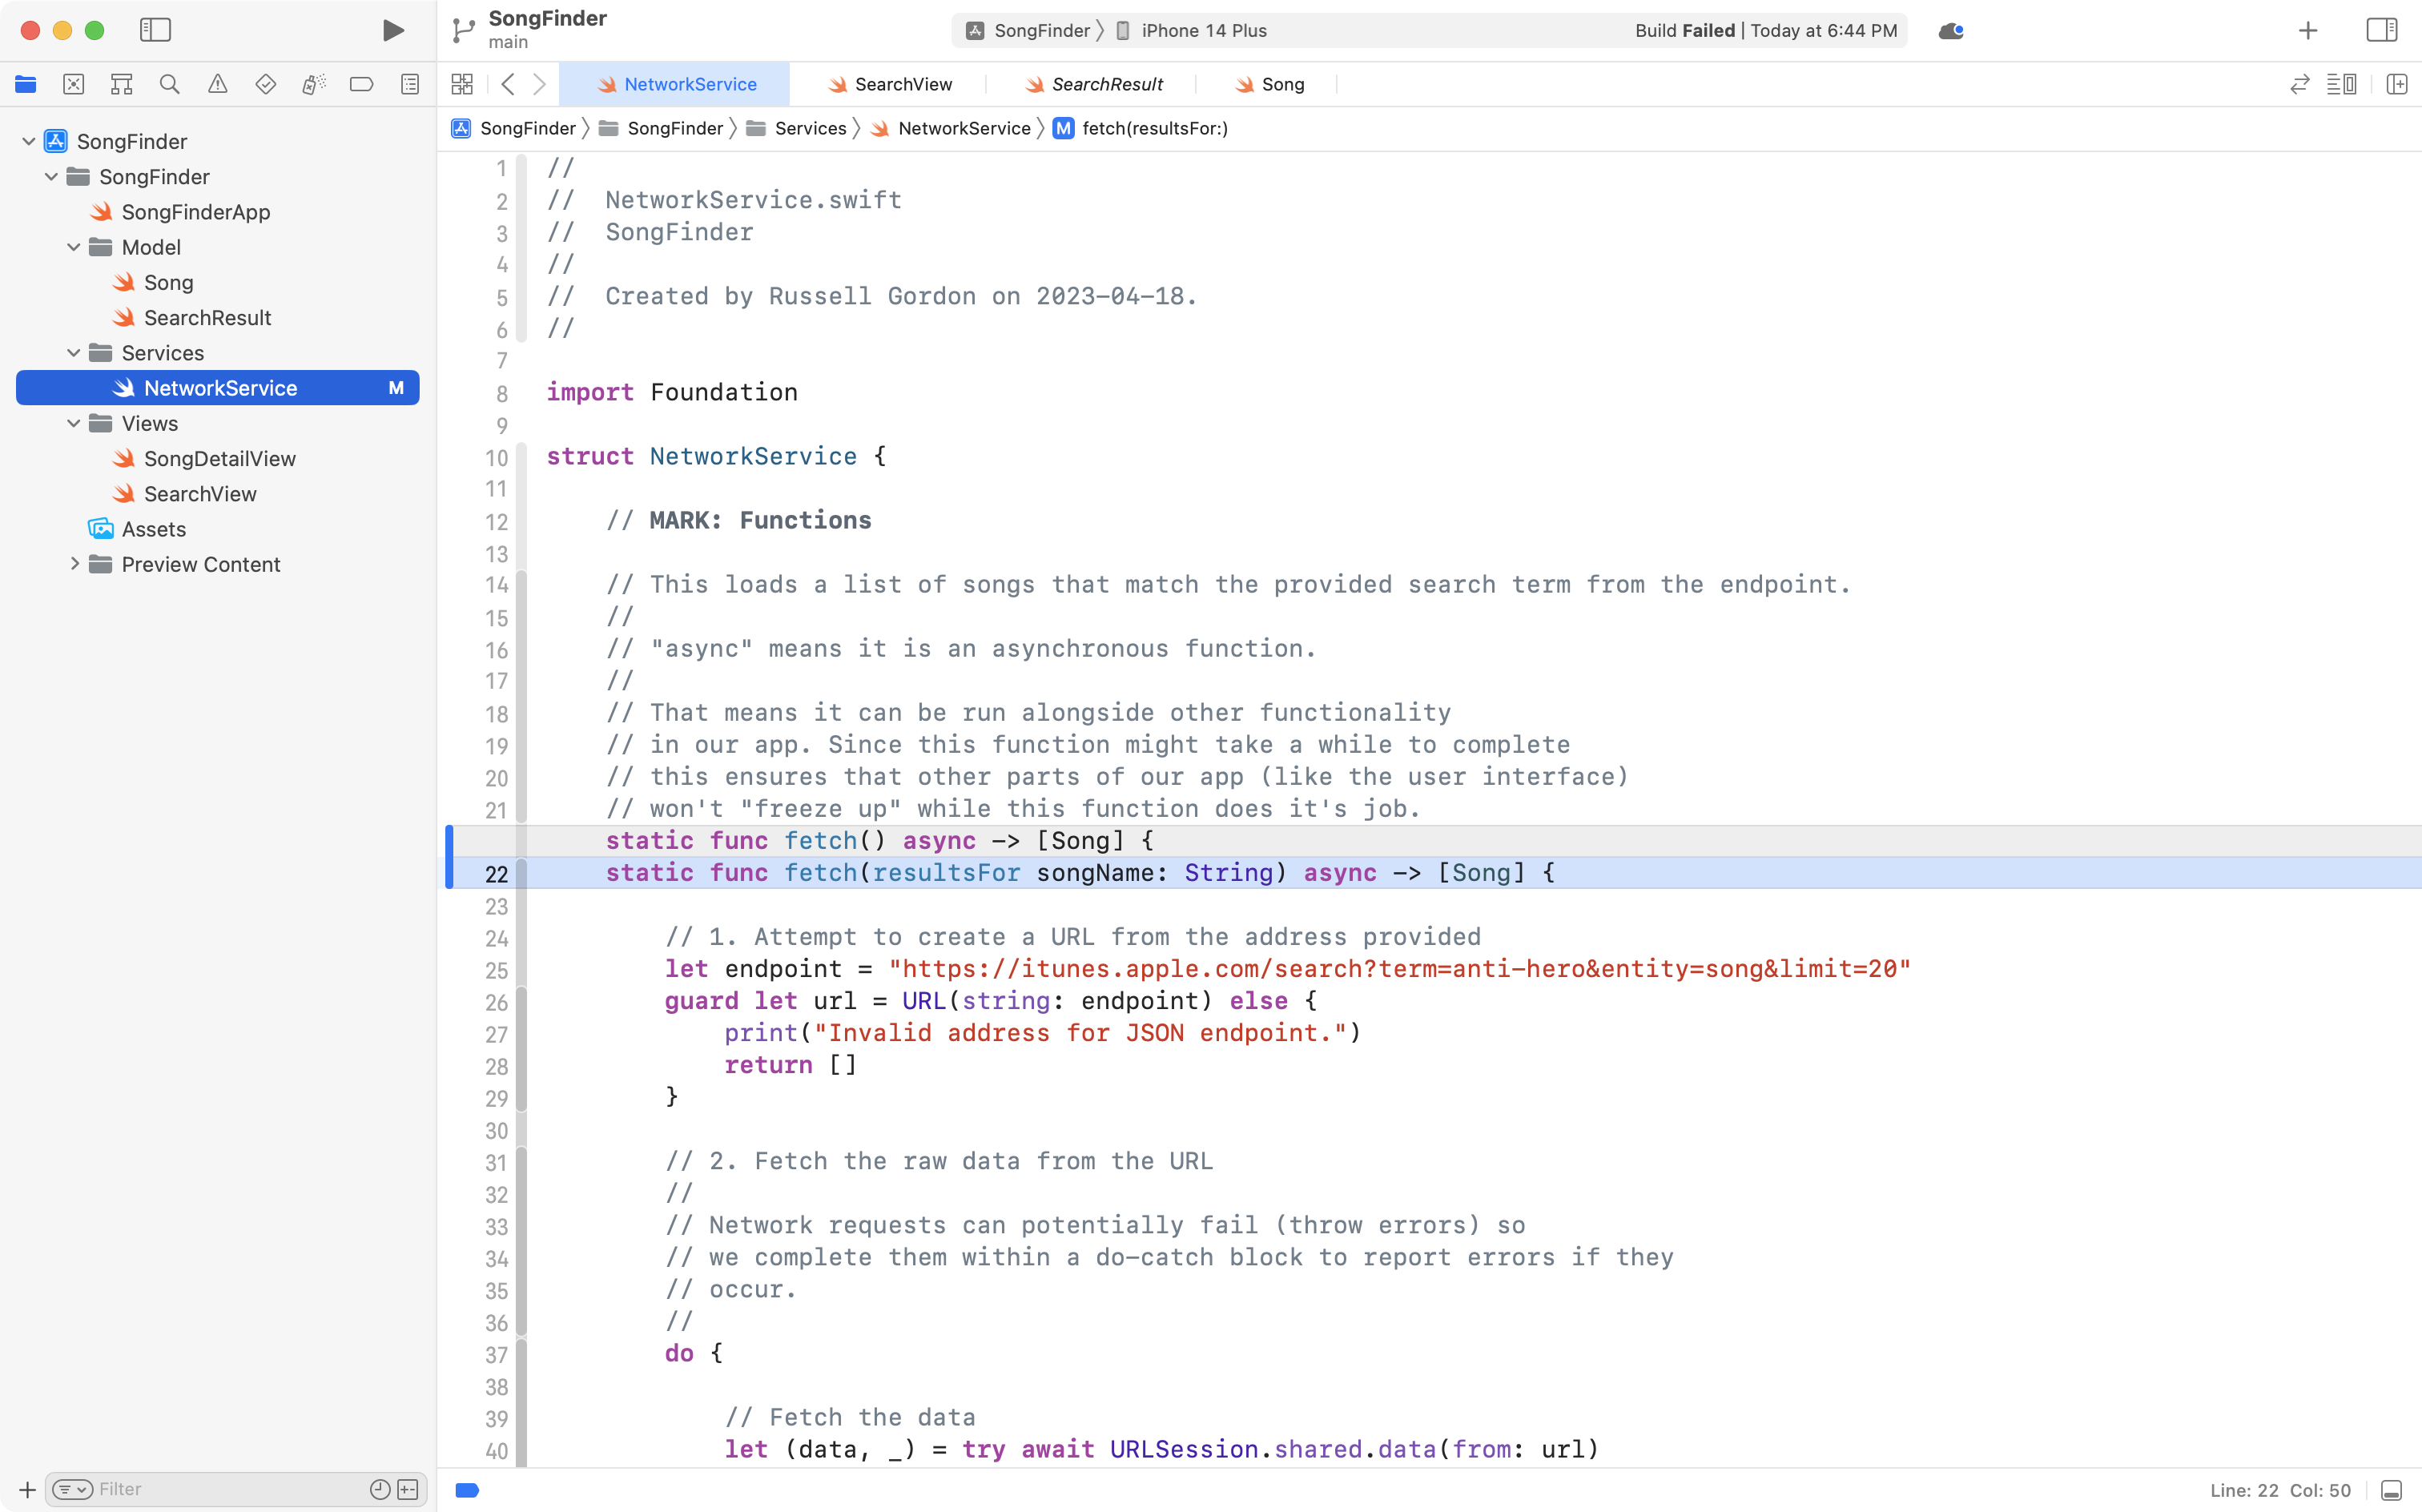 SongFinder
main
SongFinder
iPhone 14 Plus
Build Failed | Today at 6:44 PM
NetworkService
SearchView
SearchResult
Song
SongFinder
SongFinder
Services
NetworkService
M
fetch(resultsFor:)
SongFinder
SongFinder
SongFinderApp
Model
Song
SearchResult
Services
NetworkService M
Views
SongDetailView
SearchView
Assets
Preview Content
1 //
2 //  NetworkService.swift
3 //  SongFinder
4 //
5 //  Created by Russell Gordon on 2023-04-18.
6 //
7
8 import Foundation
9
10 struct NetworkService {
11
12     // MARK: Functions
13
14     // This loads a list of songs that match the provided search term from the endpoint.
15     //
16     // "async" means it is an asynchronous function.
17     //
18     // That means it can be run alongside other functionality
19     // in our app. Since this function might take a while to complete
20     // this ensures that other parts of our app (like the user interface)
21     // won't "freeze up" while this function does it's job.
    static func fetch() async -> [Song] {
22     static func fetch(resultsFor songName: String) async -> [Song] {
23
24         // 1. Attempt to create a URL from the address provided
25         let endpoint = "https://itunes.apple.com/search?term=anti-hero&entity=song&limit=20"
26         guard let url = URL(string: endpoint) else {
27             print("Invalid address for JSON endpoint.")
28             return []
29         }
30
31         // 2. Fetch the raw data from the URL
32         //
33         // Network requests can potentially fail (throw errors) so
34         // we complete them within a do-catch block to report errors if they
35         // occur.
36         //
37         do {
38
39             // Fetch the data
40             let (data, _) = try await URLSession.shared.data(from: url)
Filter
Line: 22 Col: 50